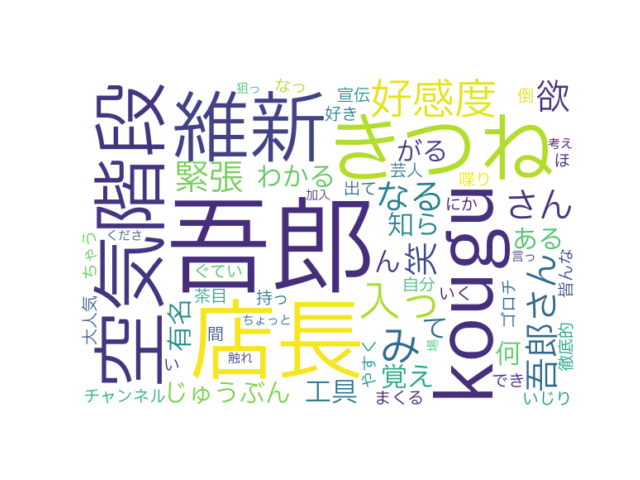 狙っ
なっ
宣伝
好き
好感度
倒
欲
空気階段
維新
きつね
がる
考え
ほ
緊張
わかる
芸人
喋り
加入
出て
なる
にか
さん
吾郎
kougu
知ら
ある
ちゃう
くださ
ぐてい
ん
笑
言っ
皆んな
大人気
有名
茶目
持っ
自分
いく
ゴロチ
吾郎さん
徹底的
店長
入っ
間
ちょっと
み
て
何
い
触れ
覚え
やすく
堀
でき
チャンネル
じゅうぶん
工具
まくる
いじり